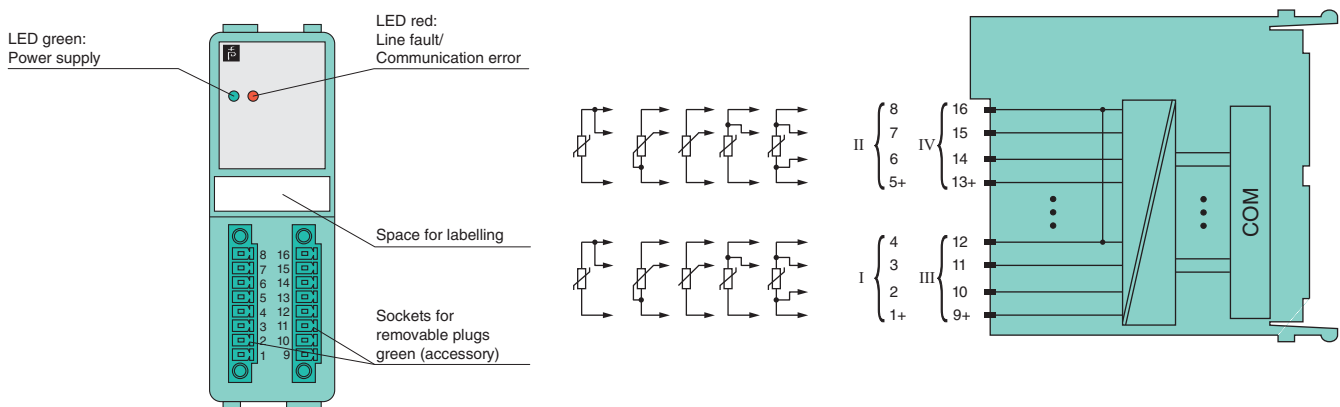 LED green:
Power supply
LED red:
Line fault/
Communication error
Space for labelling
8 16
7 15
6 14
5 13
4 12
3 11
2 10
1 9
Sockets for
removable plugs
green (accessory)
II
8
7
6
5+
IV
16
15
14
13+
I
4
3
2
1+
III
12
11
10
9+
COM